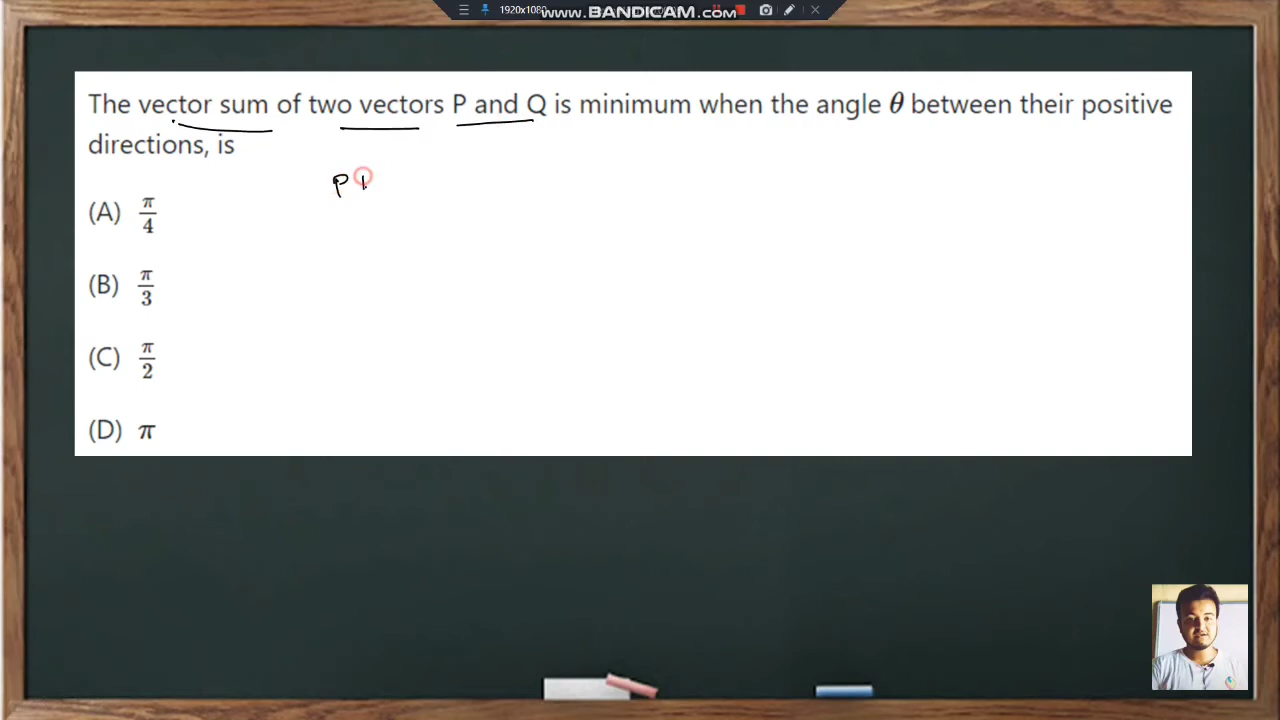 1920x1080
www.BANDICAM.com
The vector sum of two vectors P and Q is minimum when the angle θ between their positive
directions, is
P
(A) π/4
(B) π/3
(C) π/2
(D) π